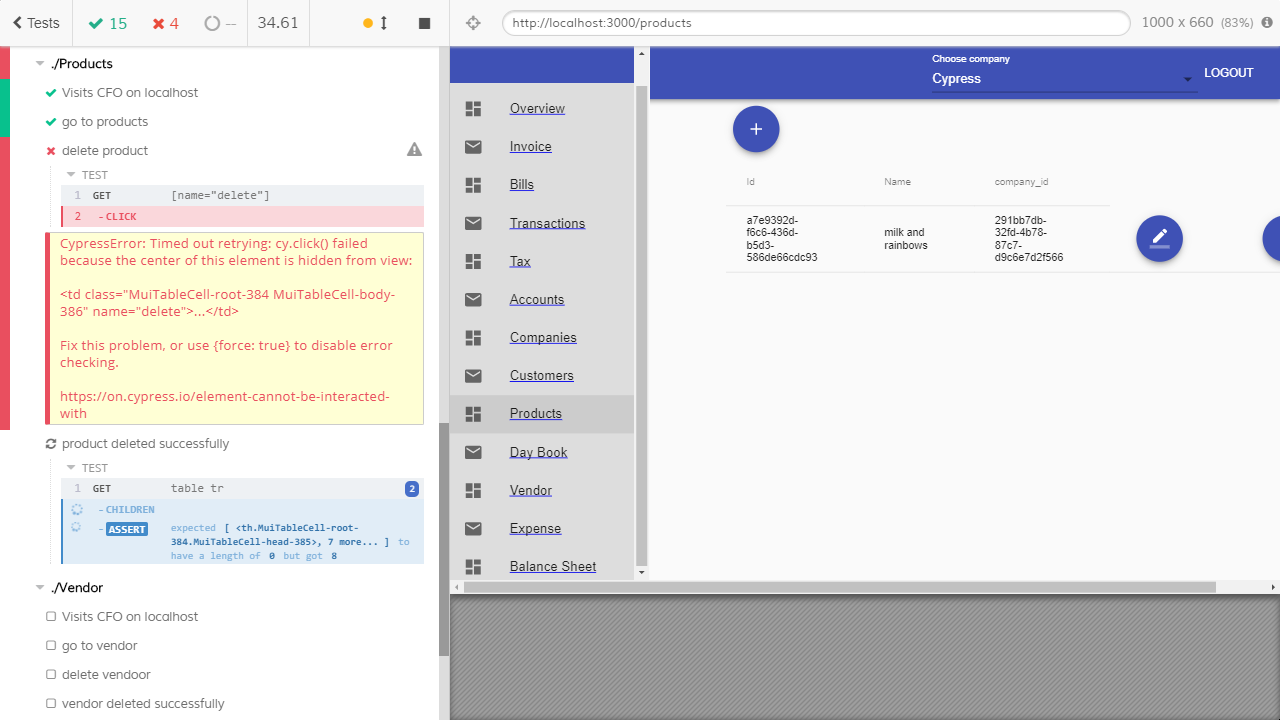 Tests 15 4 -- 34.61
http://localhost:3000/products
1000 x 660 (83%)
./Products
Visits CFO on localhost
go to products
delete product
TEST
1 GET [name="delete"]
2 - CLICK
CypressError: Timed out retrying: cy.click() failed
because the center of this element is hidden from view:
<td class="MuiTableCell-root-384 MuiTableCell-body-
386" name="delete">...</td>
Fix this problem, or use {force: true} to disable error
checking.
https://on.cypress.io/element-cannot-be-interacted-
with
product deleted successfully
TEST
1 GET table tr 2
- CHILDREN
- ASSERT expected [ <th.MuiTableCell-root-
384.MuiTableCell-head-385>, 7 more... ] to
have a length of 0 but got 8
./Vendor
Visits CFO on localhost
go to vendor
delete vendoor
vendor deleted successfully
Choose company
Cypress
LOGOUT
Overview
Invoice
Bills
Transactions
Tax
Accounts
Companies
Customers
Products
Day Book
Vendor
Expense
Balance Sheet
+
Id Name company_id
a7e9392d-
f6c6-436d-
b5d3-
586de66cdc93
milk and
rainbows
291bb7db-
32fd-4b78-
87c7-
d9c6e7d2f566